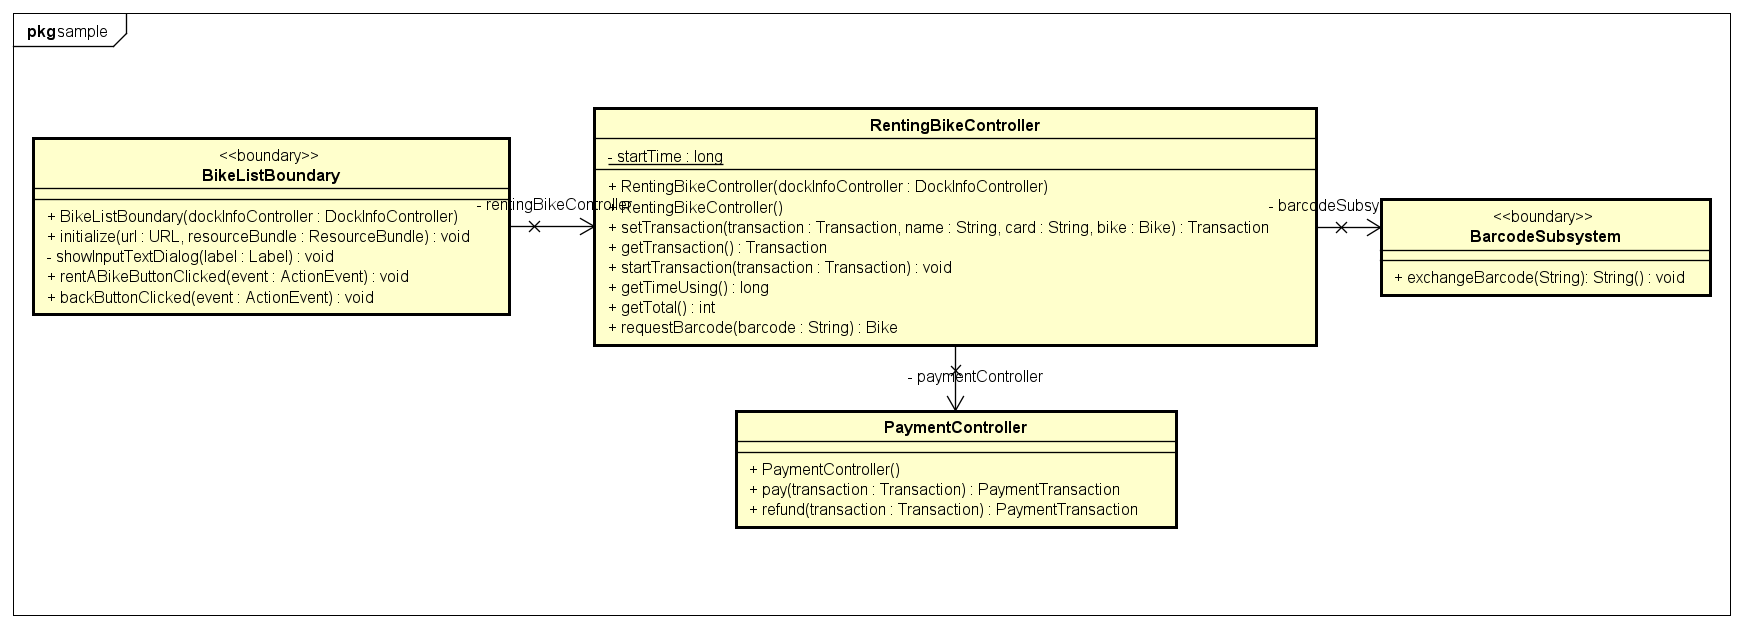 pkg sample
<<boundary>>
BikeListBoundary
+ BikeListBoundary(dockInfoController : DockInfoController)
+ initialize(url : URL, resourceBundle : ResourceBundle) : void
- showInputTextDialog(label : Label) : void
+ rentABikeButtonClicked(event : ActionEvent) : void
+ backButtonClicked(event : ActionEvent) : void
- rentingBikeController
RentingBikeController
- startTime : long
+ RentingBikeController(dockInfoController : DockInfoController)
+ RentingBikeController()
+ setTransaction(transaction : Transaction, name : String, card : String, bike : Bike) : Transaction
+ getTransaction() : Transaction
+ startTransaction(transaction : Transaction) : void
+ getTimeUsing() : long
+ getTotal() : int
+ requestBarcode(barcode : String) : Bike
- barcodeSubsy
<<boundary>>
BarcodeSubsystem
+ exchangeBarcode(String): String() : void
- paymentController
PaymentController
+ PaymentController()
+ pay(transaction : Transaction) : PaymentTransaction
+ refund(transaction : Transaction) : PaymentTransaction